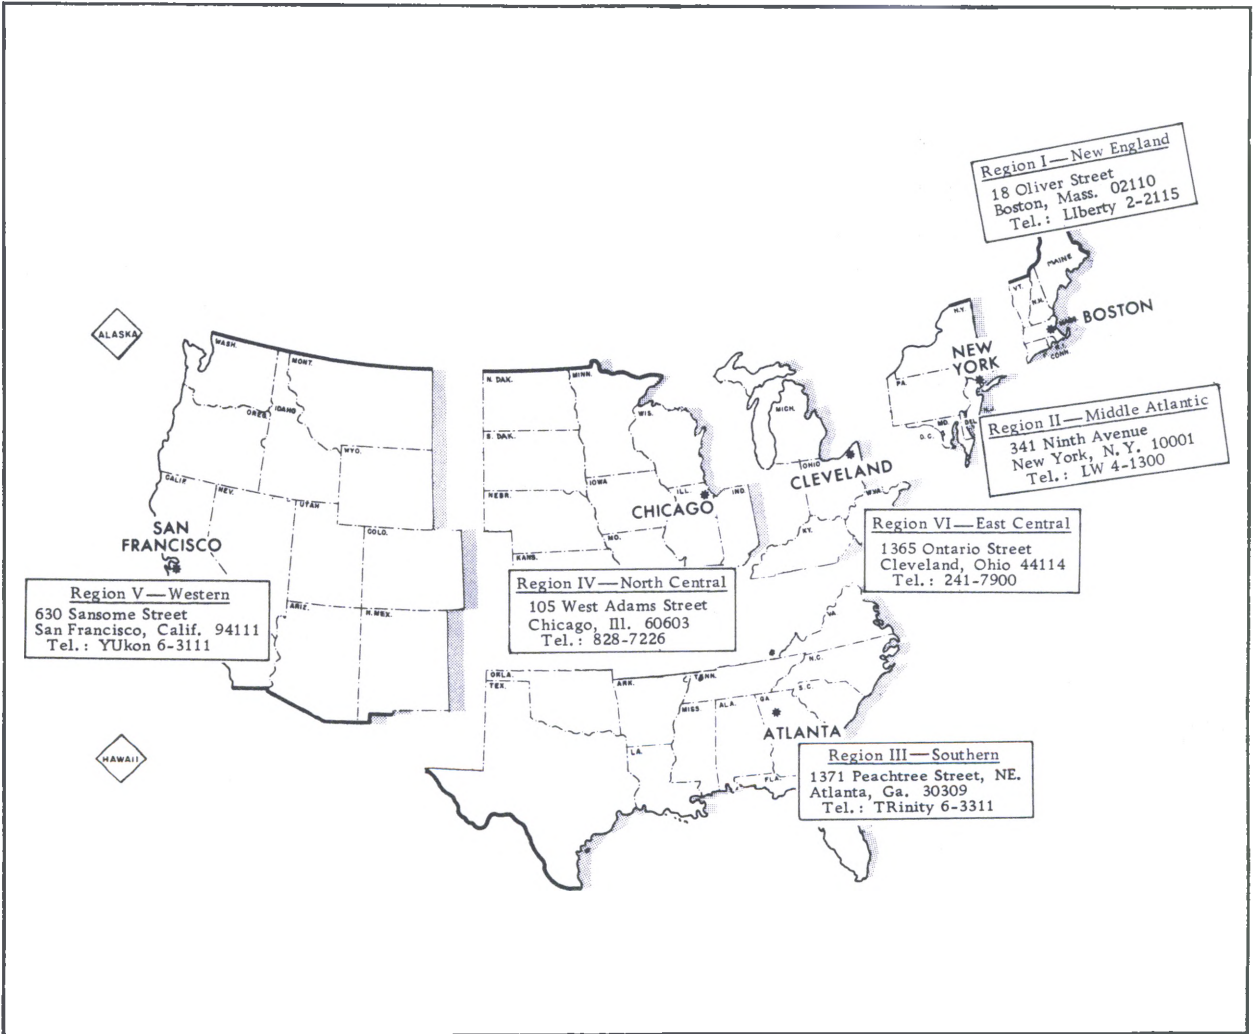 Region I—New England
18 Oliver Street
Boston, Mass. 02110
Tel.: LIberty 2-2115
MAINE
VT.
N.H.
MASS.
BOSTON
R.I.
CONN.
N.Y.
NEW
YORK
PA.
N.J.
MD.
DEL.
D.C.
Region II—Middle Atlantic
341 Ninth Avenue
New York, N.Y. 10001
Tel.: LW 4-1300
ALASKA
WASH.
MONT.
OREG.
IDAHO
WYO.
CALIF.
NEV.
UTAH
COLO.
ARIZ.
N.MEX.
SAN
FRANCISCO
Region V—Western
630 Sansome Street
San Francisco, Calif. 94111
Tel.: YUkon 6-3111
HAWAII
N. DAK.
MINN.
S. DAK.
WIS.
NEBR.
IOWA
ILL.
CHICAGO
KANS.
MO.
IND.
Region IV—North Central
105 West Adams Street
Chicago, Ill. 60603
Tel.: 828-7226
MICH.
OHIO
CLEVELAND
W.VA.
KY.
Region VI—East Central
1365 Ontario Street
Cleveland, Ohio 44114
Tel.: 241-7900
OKLA.
TEX.
ARK.
TENN.
VA.
N.C.
S.C.
MISS.
ALA.
GA.
LA.
FLA.
ATLANTA
Region III—Southern
1371 Peachtree Street, NE.
Atlanta, Ga. 30309
Tel.: TRinity 6-3311